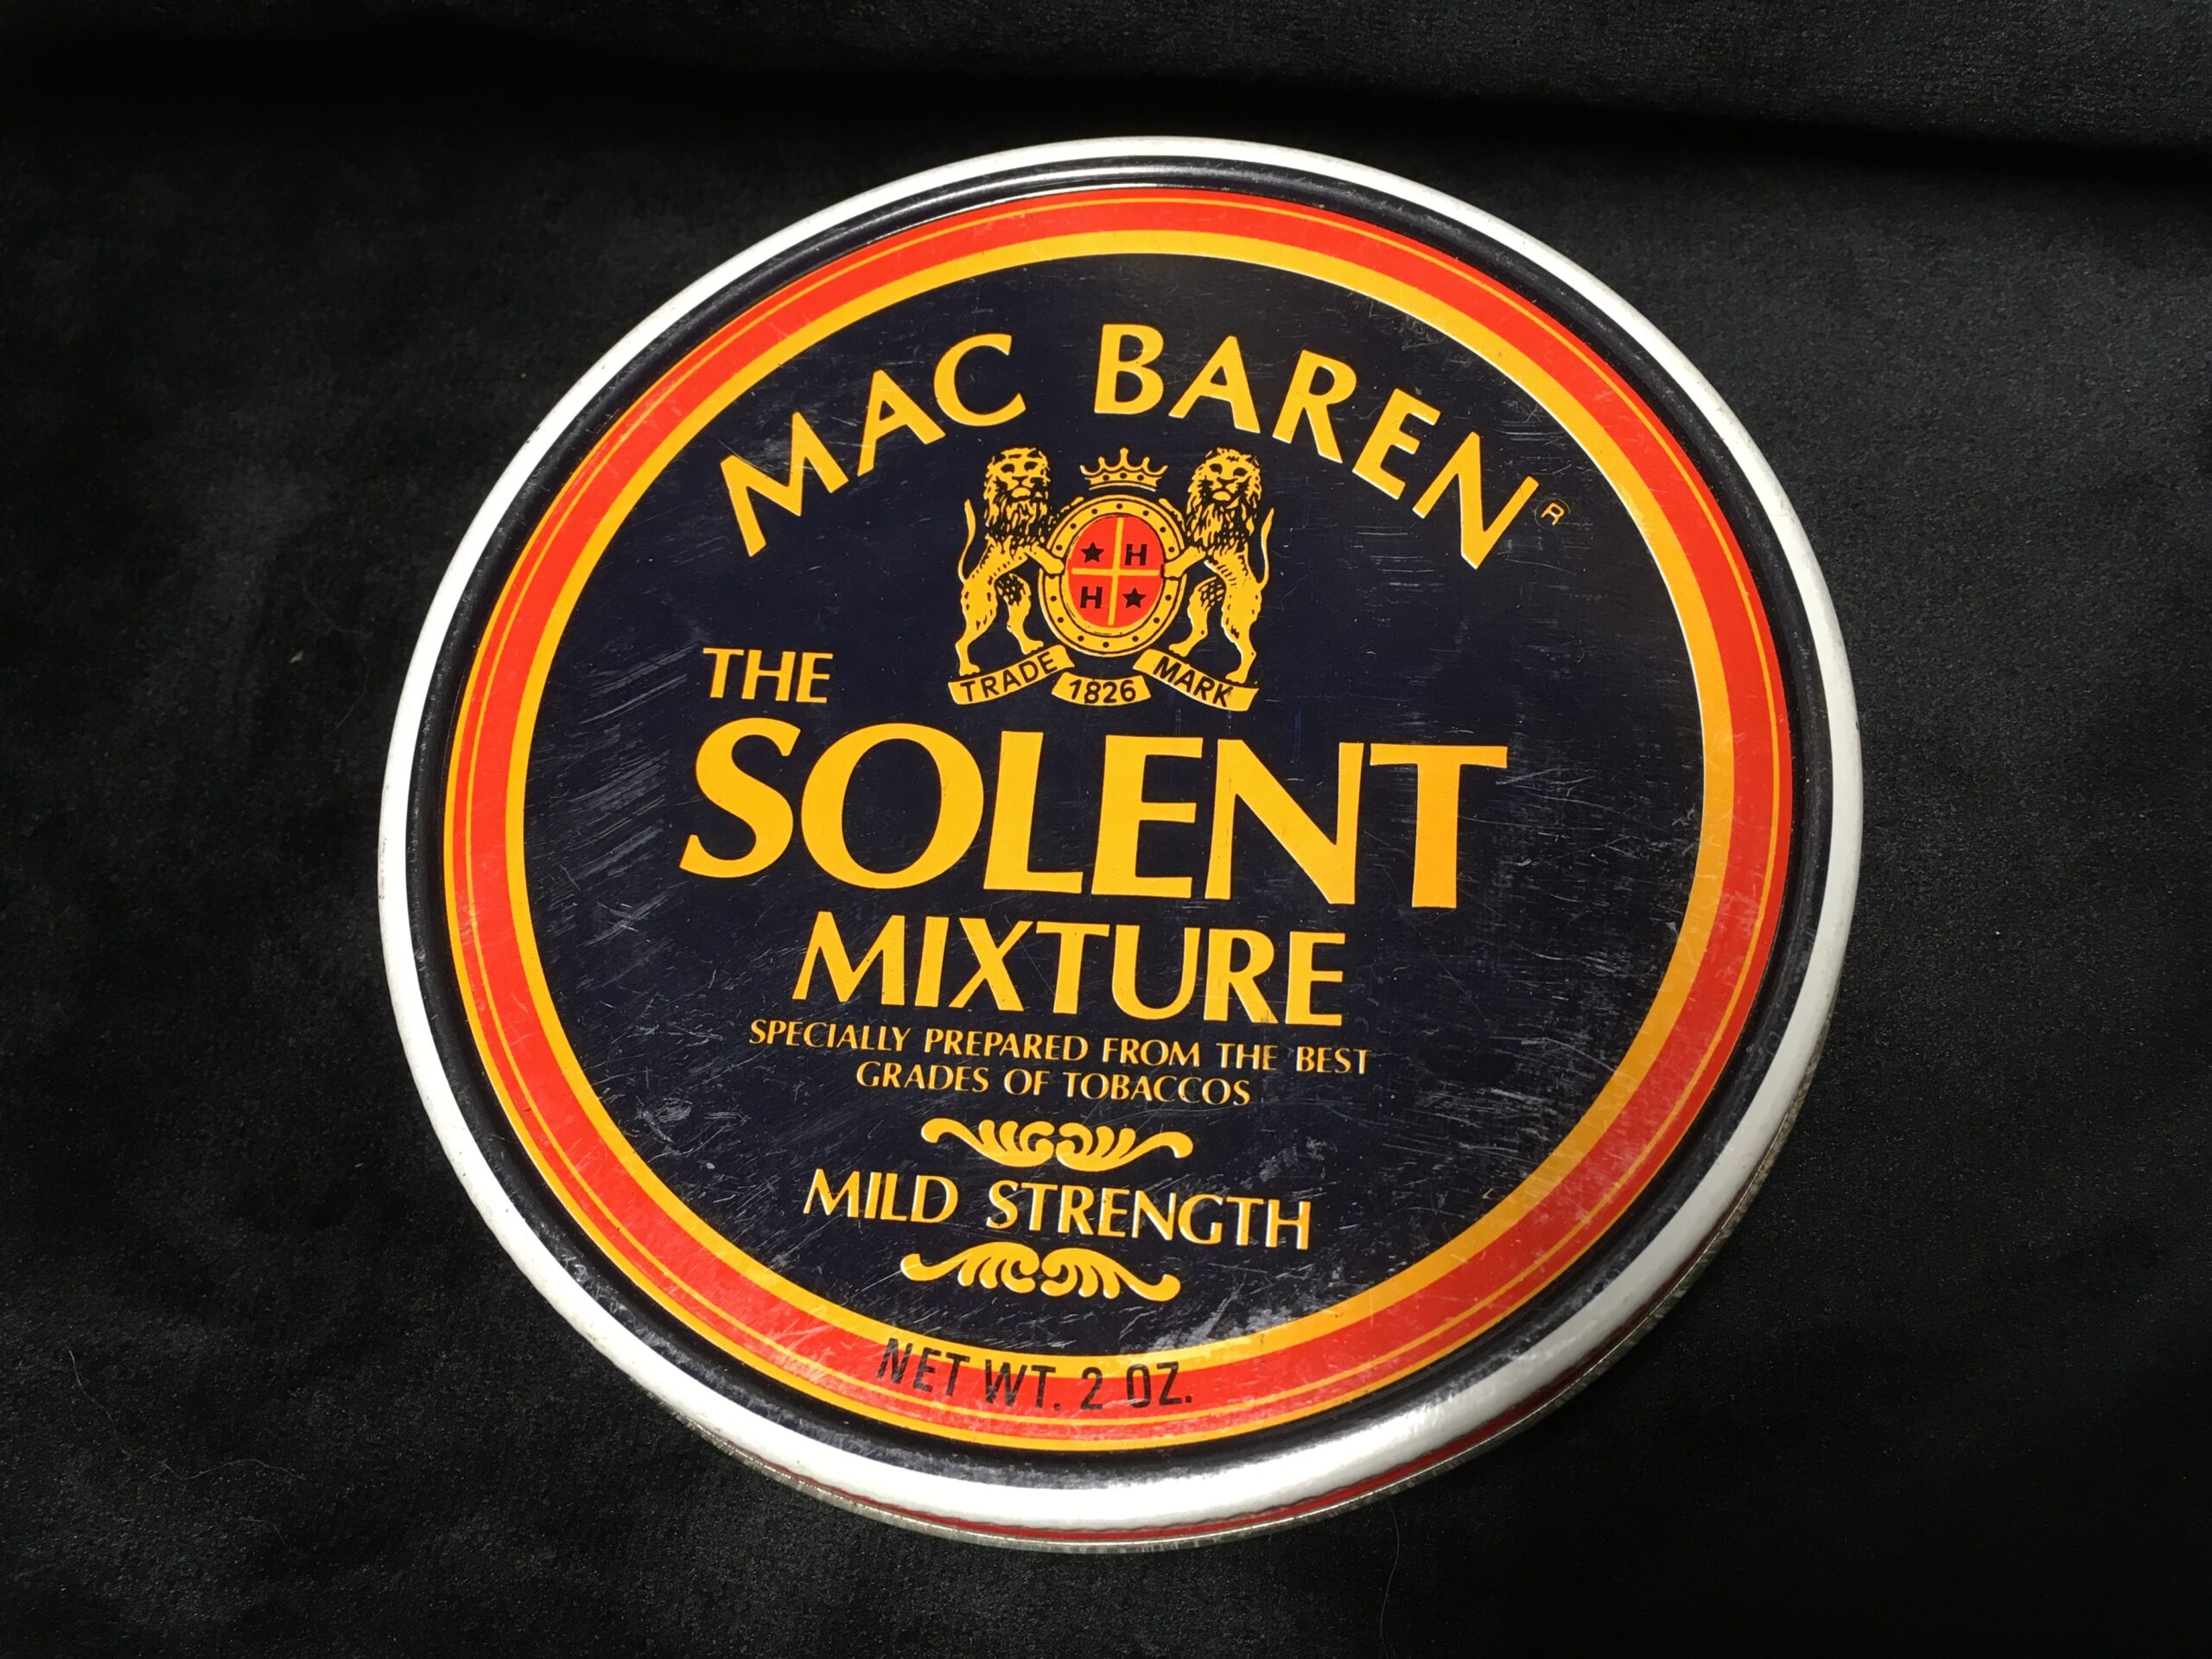 MAC BAREN®
★ H
H ★
TRADE 1826 MARK
THE
SOLENT
MIXTURE
SPECIALLY PREPARED FROM THE BEST
GRADES OF TOBACCOS
MILD STRENGTH
NET WT. 2 OZ.